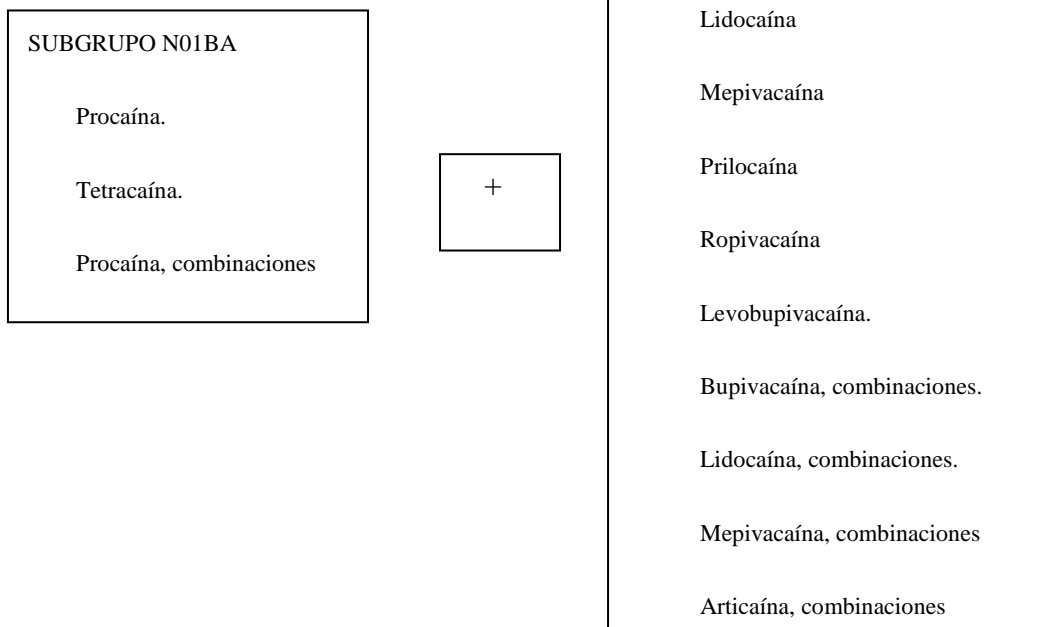 SUBGRUPO N01BA
Procaína.
Tetracaína.
Procaína, combinaciones
+
Lidocaína
Mepivacaína
Prilocaína
Ropivacaína
Levobupivacaína.
Bupivacaína, combinaciones.
Lidocaína, combinaciones.
Mepivacaína, combinaciones
Articaína, combinaciones